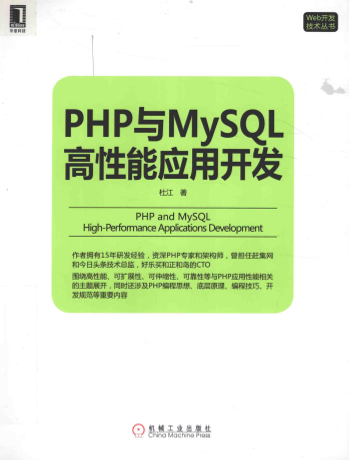 Web开发
技术丛书
华章科技
PHP与MySQL
高性能应用开发
杜江 著
PHP and MySQL
High-Performance Applications Development
作者拥有15年研发经验，资深PHP专家和架构师，曾担任赶集网
和今日头条技术总监，好乐买和正和岛的CTO
围绕高性能、可扩展性、可伸缩性、可靠性等与PHP应用性能相关
的主题展开，同时还涉及PHP编程思想、底层原理、编程技巧、开
发规范等重要内容
机械工业出版社
China Machine Press